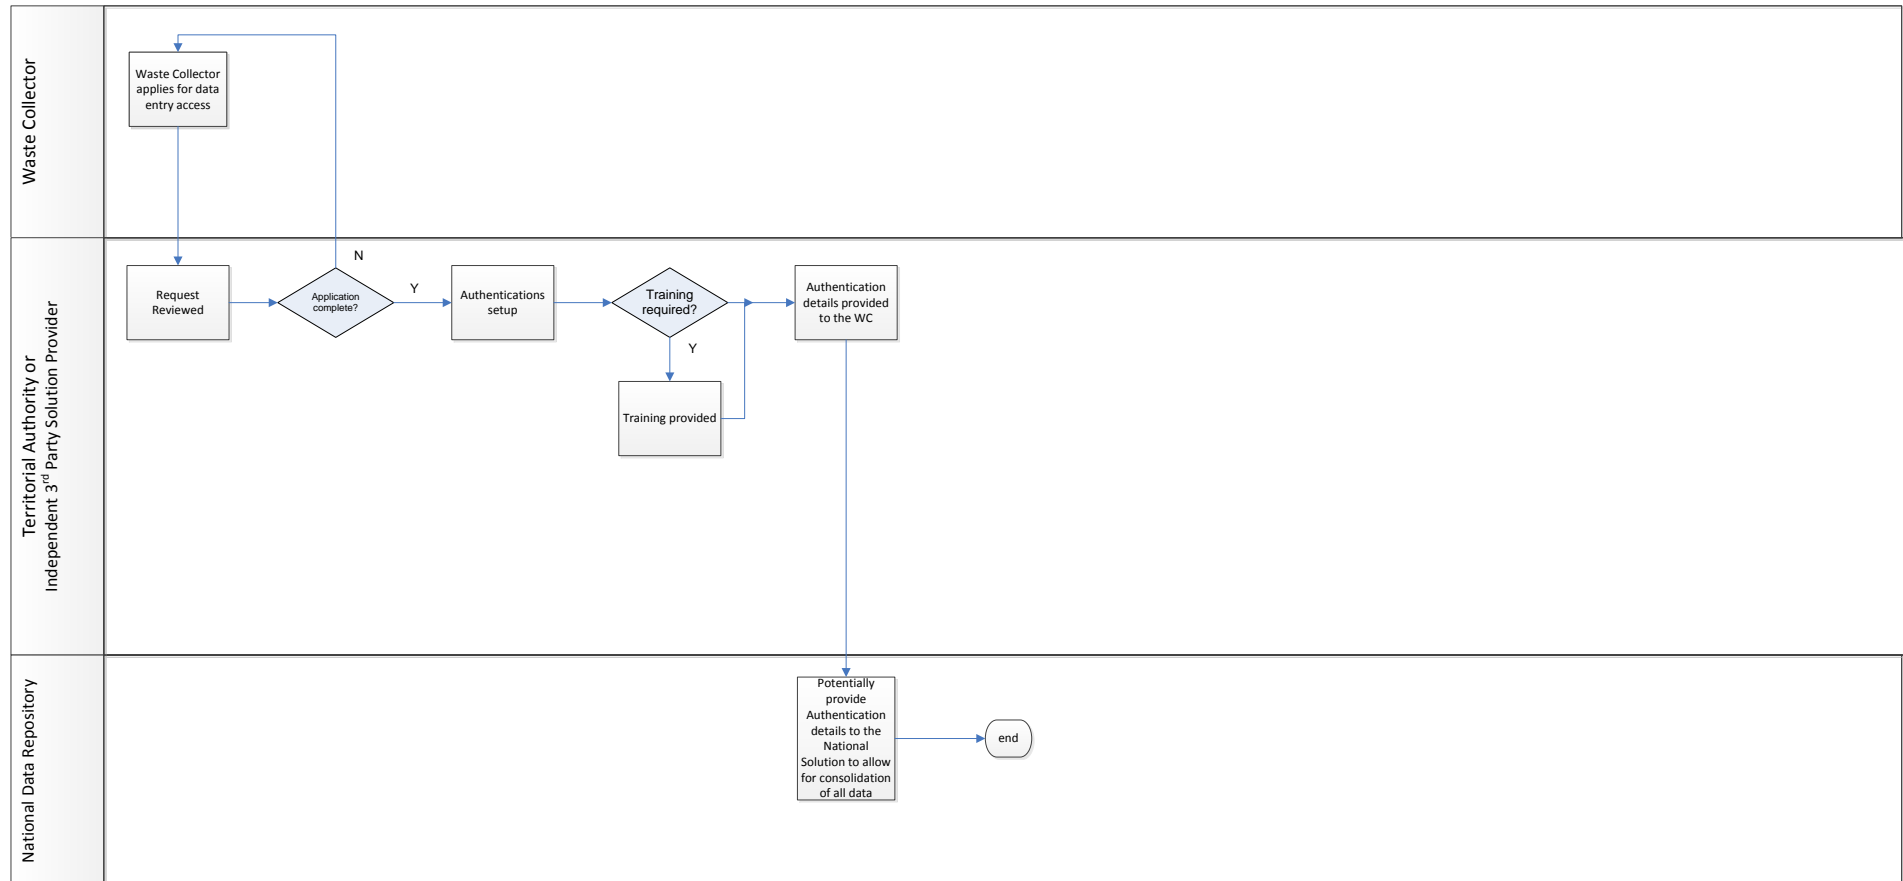 Waste Collector
Waste Collector
applies for data
entry access
Territorial Authority or
Independent 3rd Party Solution Provider
Request
Reviewed
Application
complete?
N
Y
Authentications
setup
Training
required?
Y
Training provided
Authentication
details provided
to the WC
National Data Repository
Potentially
provide
Authentication
details to the
National
Solution to allow
for consolidation
of all data
end